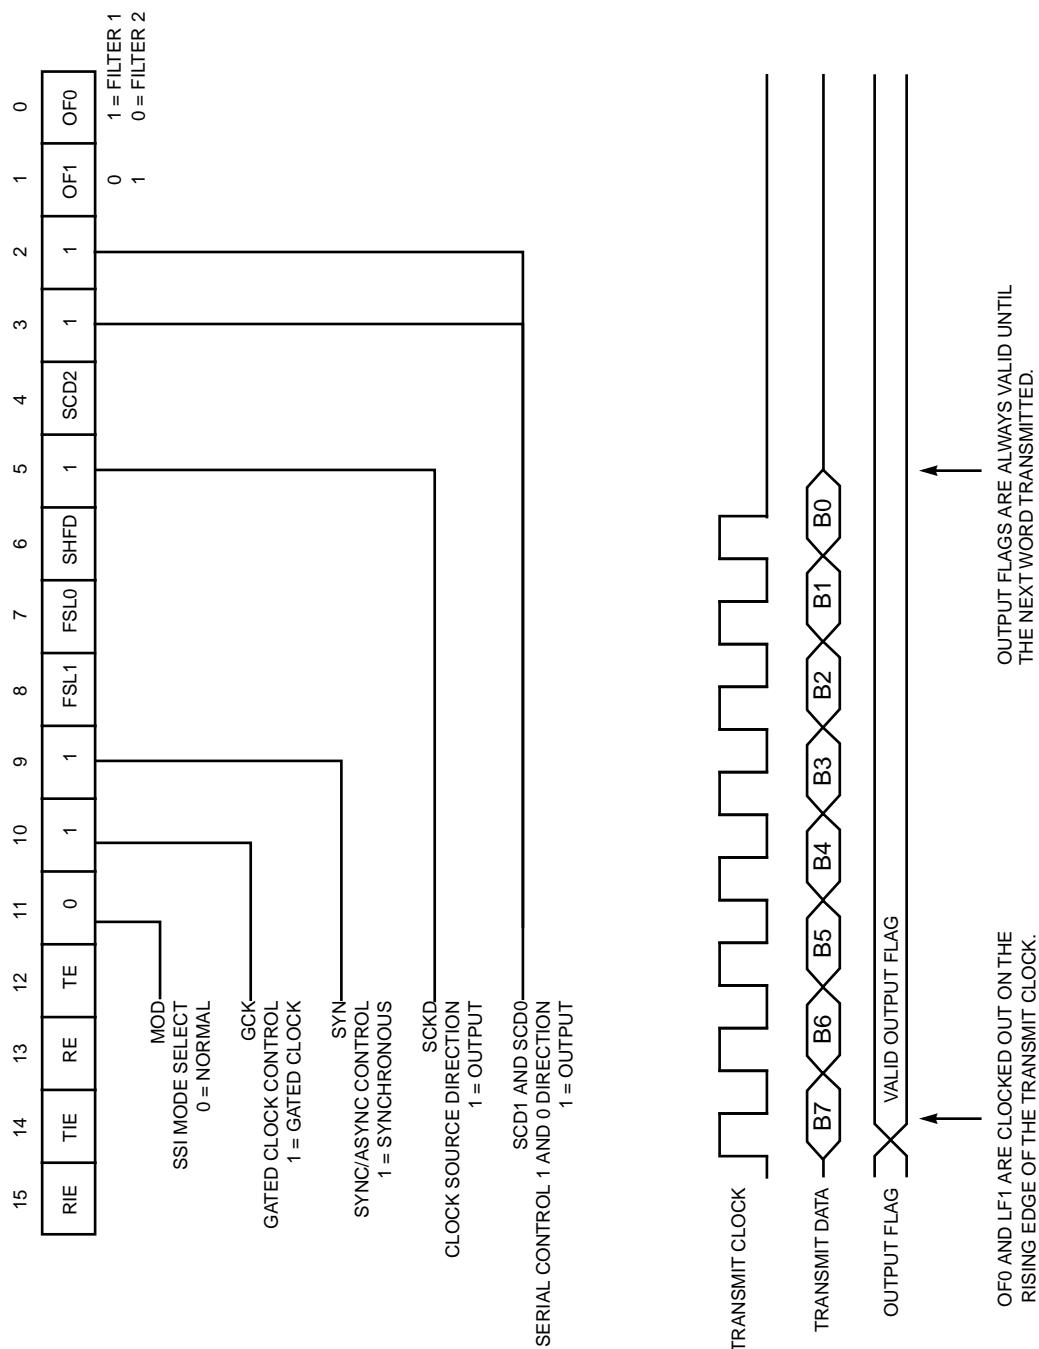 15 14 13 12 11 10 9 8 7 6 5 4 3 2 1 0
RIE TIE RE TE 0 1 1 FSL1 FSL0 SHFD 1 SCD2 1 1 OF1 OF0
0 1 = FILTER 1
1 0 = FILTER 2
MOD
SSI MODE SELECT
0 = NORMAL
GCK
GATED CLOCK CONTROL
1 = GATED CLOCK
SYN
SYNC/ASYNC CONTROL
1 = SYNCHRONOUS
SCKD
CLOCK SOURCE DIRECTION
1 = OUTPUT
SCD1 AND SCD0
SERIAL CONTROL 1 AND 0 DIRECTION
1 = OUTPUT
TRANSMIT CLOCK
TRANSMIT DATA B7 B6 B5 B4 B3 B2 B1 B0
OUTPUT FLAG VALID OUTPUT FLAG
OF0 AND LF1 ARE CLOCKED OUT ON THE
RISING EDGE OF THE TRANSMIT CLOCK.
OUTPUT FLAGS ARE ALWAYS VALID UNTIL
THE NEXT WORD TRANSMITTED.